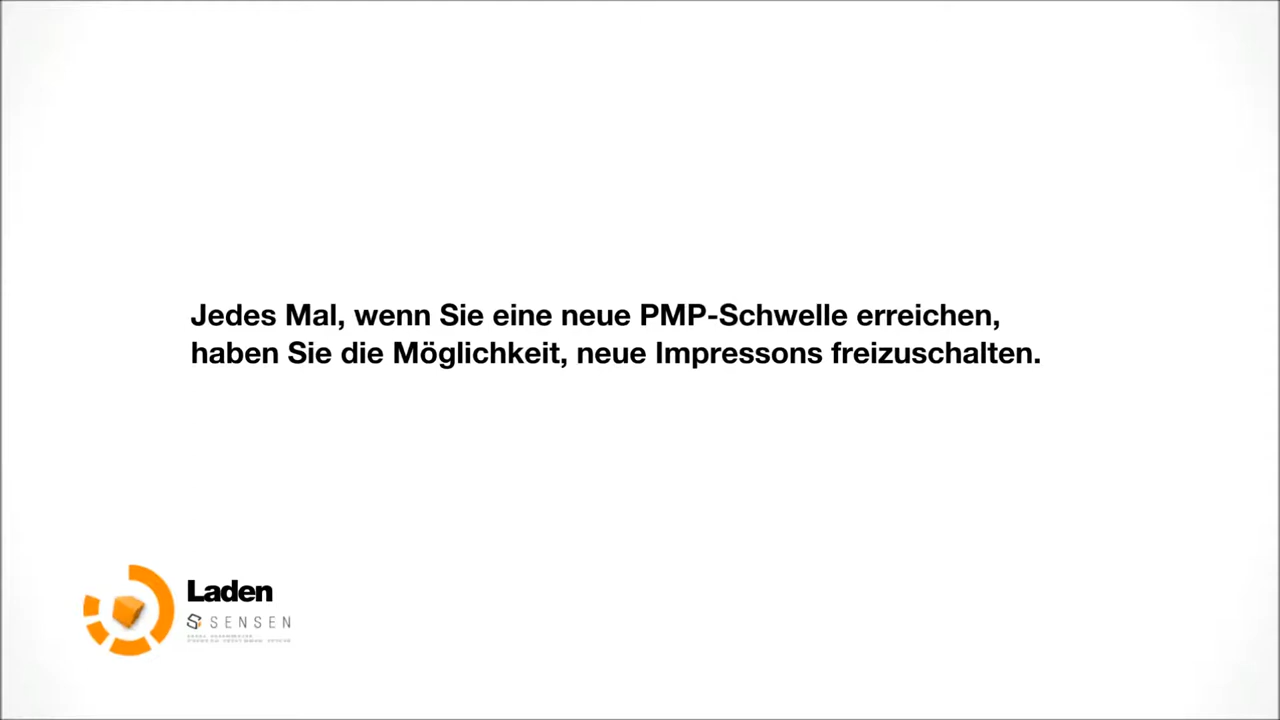 Jedes Mal, wenn Sie eine neue PMP-Schwelle erreichen,
haben Sie die Möglichkeit, neue Impressons freizuschalten.
Laden
SENSEN